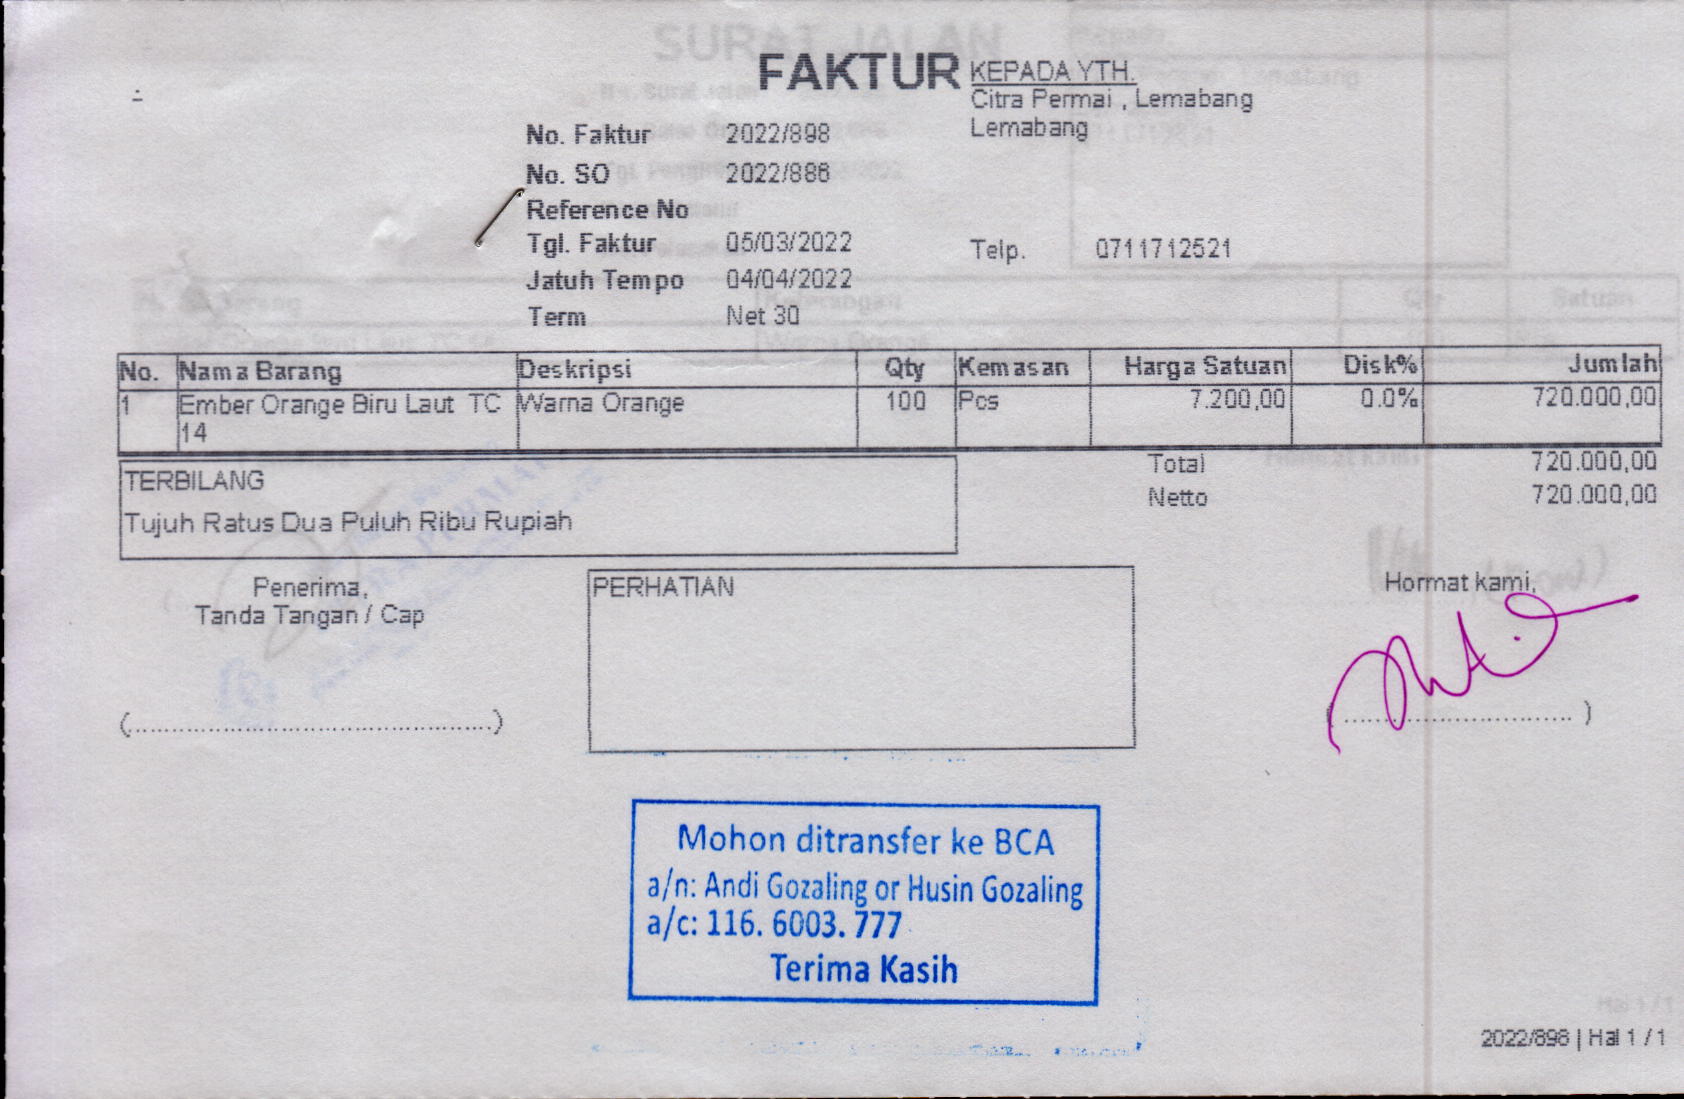 FAKTUR
KEPADA YTH.
Citra Permai , Lemabang
Lemabang
No. Faktur 2022/898
No. SO 2022/886
Reference No
Tgl. Faktur 05/03/2022
Telp. 0711712521
Jatuh Tempo 04/04/2022
Term Net 30
No. Nama Barang Deskripsi Qty Kemasan Harga Satuan Disk% Jumlah
1 Ember Orange Biru Laut TC Warna Orange 100 Pcs 7.200,00 0.0% 720.000,00
14
TERBILANG
Tujuh Ratus Dua Puluh Ribu Rupiah
Total 720.000,00
Netto 720.000,00
Penerima,
Tanda Tangan / Cap
(..............................................)
PERHATIAN
Hormat kami,
(.............................. )
Mohon ditransfer ke BCA
a/n: Andi Gozaling or Husin Gozaling
a/c: 116. 6003. 777
Terima Kasih
2022/898 | Hal 1 / 1